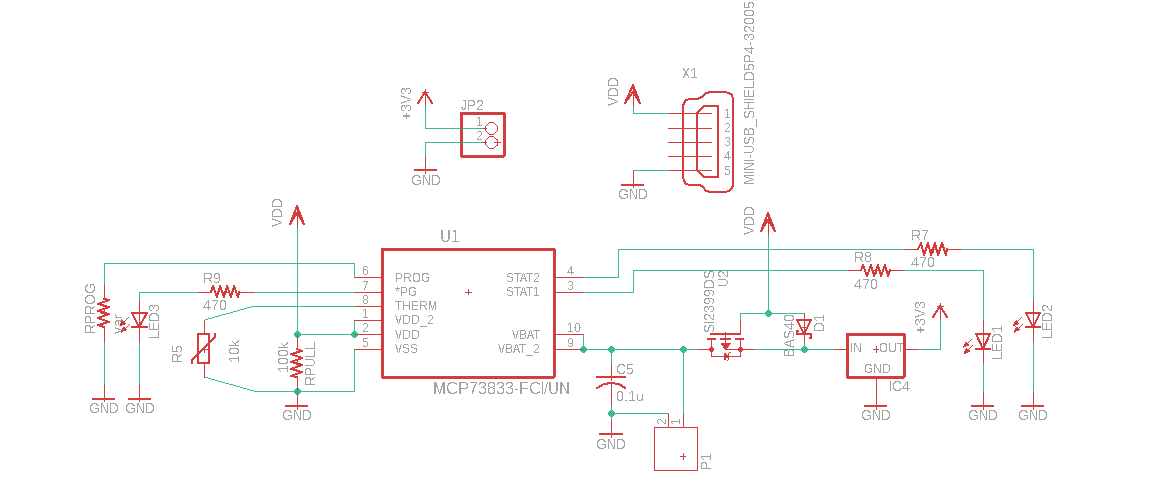 X1
MINI-USB_SHIELD5P4-32005
VDD
1
2
3
4
5
GND
+3V3
JP2
1
2
GND
VDD
U1
VDD
R7
470
R8
470
6
7
8
1
2
5
PROG
*PG
THERM
VDD_2
VDD
VSS
STAT2
STAT1
VBAT
VBAT_2
4
3
10
9
MCP73833-FCI/UN
RPROG
var
LED3
R9
470
R5
10k
100k
RPULL
GND
GND
GND
SI2399DS
U2
BAS40
D1
+3V3
IN
OUT
GND
IC4
GND
LED1
LED2
GND
GND
C5
0.1u
GND
2
1
P1